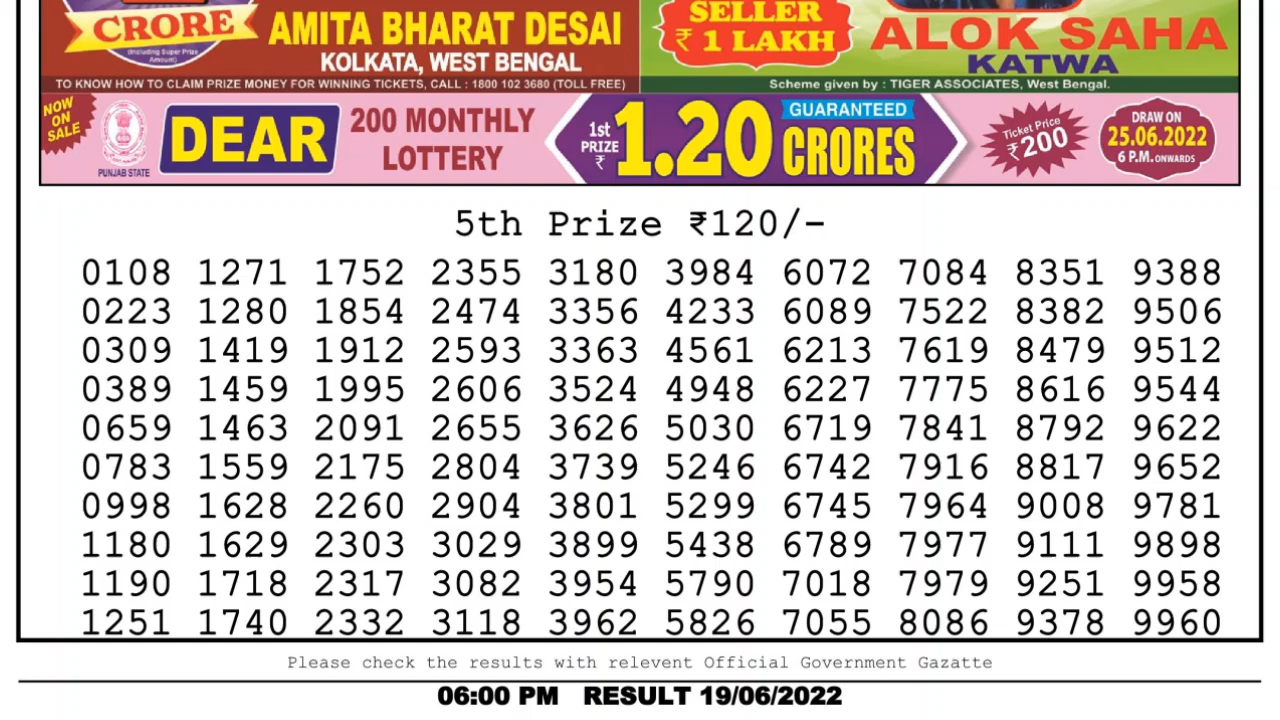 CRORE
(Including Super Prize
Amount)
AMITA BHARAT DESAI
KOLKATA, WEST BENGAL
SELLER
₹ 1 LAKH
ALOK SAHA
KATWA
TO KNOW HOW TO CLAIM PRIZE MONEY FOR WINNING TICKETS, CALL : 1800 102 3680 (TOLL FREE)
Scheme given by : TIGER ASSOCIATES, West Bengal.
NOW
ON
SALE
PUNJAB STATE
DEAR
200 MONTHLY
LOTTERY
1st
PRIZE
₹
1.20
GUARANTEED
CRORES
Ticket Price
₹200
DRAW ON
25.06.2022
6 P.M. ONWARDS
5th Prize ₹120/-
0108 1271 1752 2355 3180 3984 6072 7084 8351 9388
0223 1280 1854 2474 3356 4233 6089 7522 8382 9506
0309 1419 1912 2593 3363 4561 6213 7619 8479 9512
0389 1459 1995 2606 3524 4948 6227 7775 8616 9544
0659 1463 2091 2655 3626 5030 6719 7841 8792 9622
0783 1559 2175 2804 3739 5246 6742 7916 8817 9652
0998 1628 2260 2904 3801 5299 6745 7964 9008 9781
1180 1629 2303 3029 3899 5438 6789 7977 9111 9898
1190 1718 2317 3082 3954 5790 7018 7979 9251 9958
1251 1740 2332 3118 3962 5826 7055 8086 9378 9960
Please check the results with relevent Official Government Gazatte
06:00 PM RESULT 19/06/2022